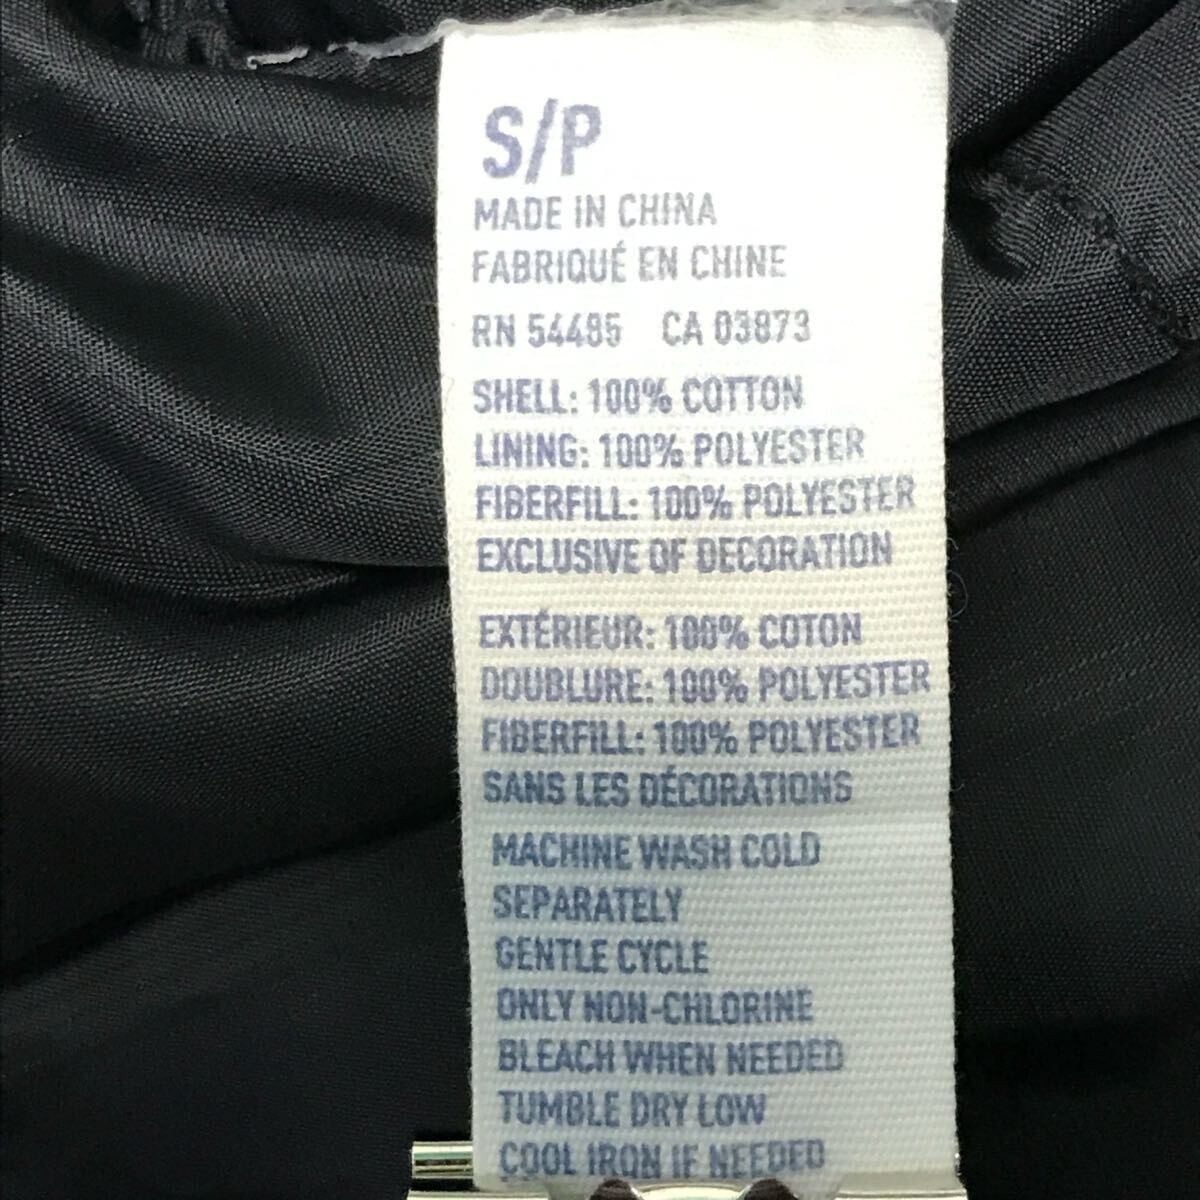 S/P
MADE IN CHINA
FABRIQUÉ EN CHINE
RN 54485 CA 03873
SHELL: 100% COTTON
LINING: 100% POLYESTER
FIBERFILL: 100% POLYESTER
EXCLUSIVE OF DECORATION
EXTÉRIEUR: 100% COTON
DOUBLURE: 100% POLYESTER
FIBERFILL: 100% POLYESTER
SANS LES DÉCORATIONS
MACHINE WASH COLD
SEPARATELY
GENTLE CYCLE
ONLY NON-CHLORINE
BLEACH WHEN NEEDED
TUMBLE DRY LOW
COOL IRON IF NEEDED